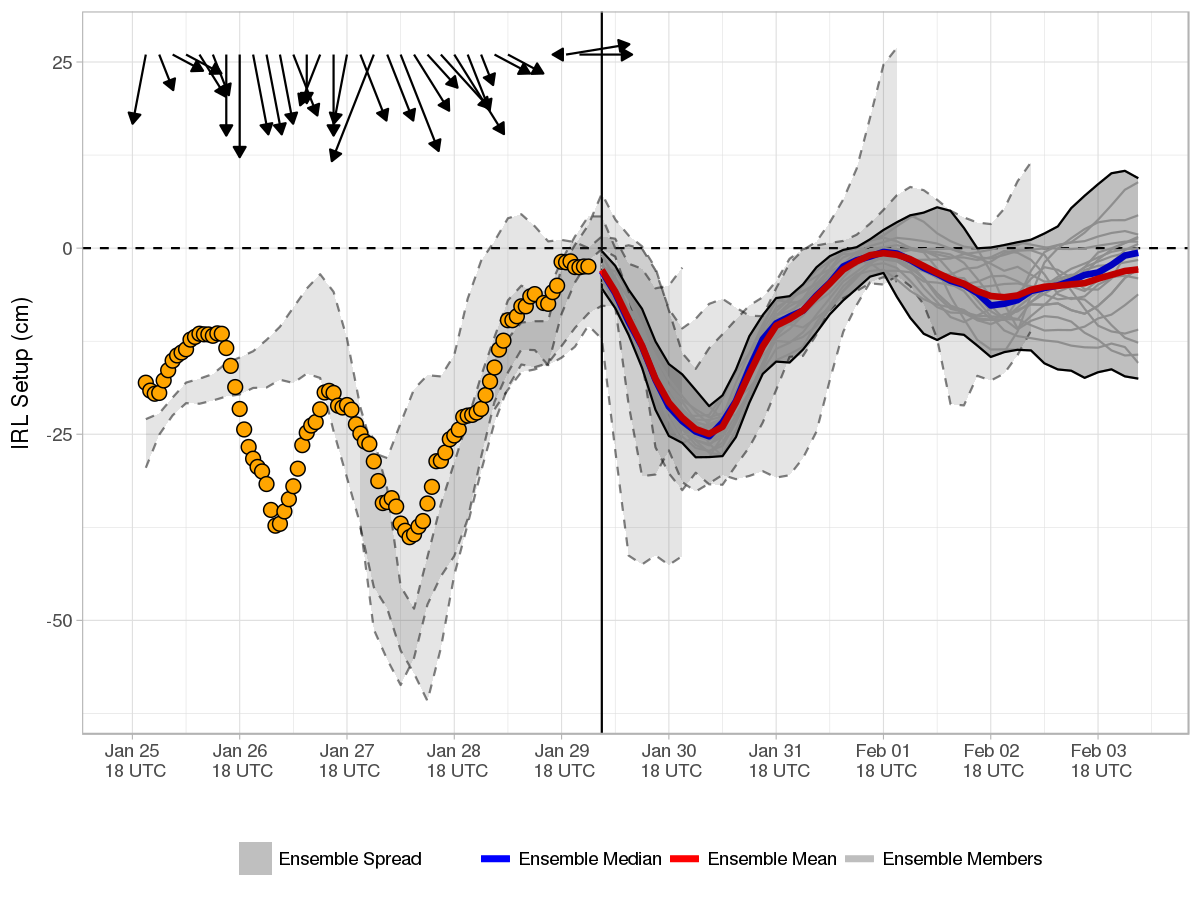 IRL Setup (cm)
25
0
-25
-50
Jan 25 Jan 26 Jan 27 Jan 28 Jan 29 Jan 30 Jan 31 Feb 01 Feb 02 Feb 03
18 UTC 18 UTC 18 UTC 18 UTC 18 UTC 18 UTC 18 UTC 18 UTC 18 UTC 18 UTC
Ensemble Spread Ensemble Median Ensemble Mean Ensemble Members